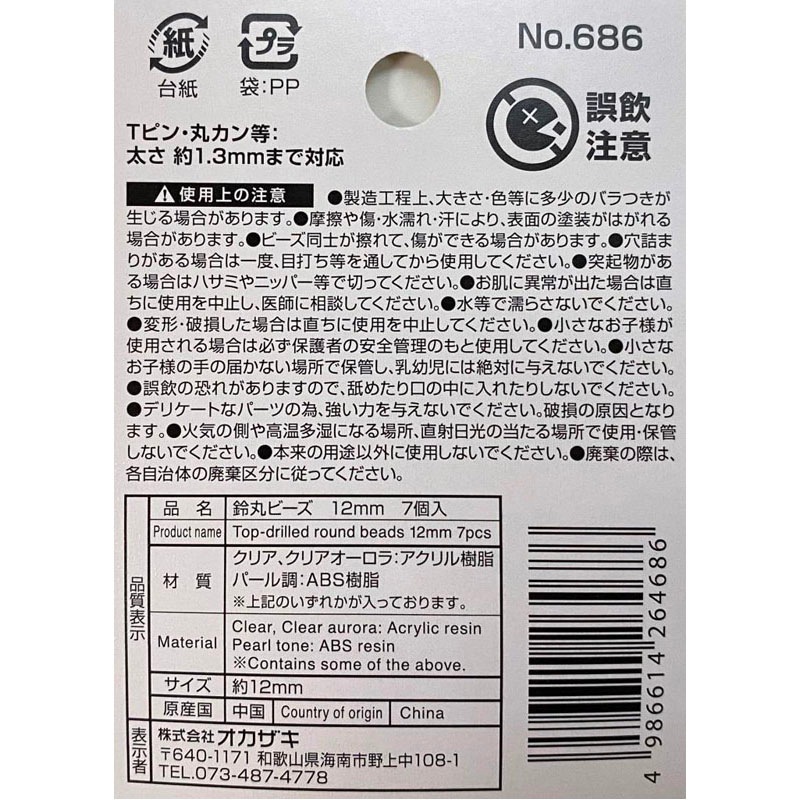 紙
台紙
プラ
袋:PP
No.686
誤飲
注意
Tピン・丸カン等:
太さ 約1.3mmまで対応
使用上の注意 ●製造工程上、大きさ・色等に多少のバラつきが
生じる場合があります。●摩擦や傷・水濡れ・汗により、表面の塗装がはがれる
場合があります。●ビーズ同士が擦れて、傷ができる場合があります。●穴詰ま
りがある場合は一度、目打ち等を通してから使用してください。●突起物があ
る場合はハサミやニッパー等で切ってください。●お肌に異常が出た場合は直
ちに使用を中止し、医師に相談してください。●水等で濡らさないでください。
●変形・破損した場合は直ちに使用を中止してください。●小さなお子様が
使用される場合は必ず保護者の安全管理のもと使用してください。●小さな
お子様の手の届かない場所で保管し、乳幼児には絶対に与えないでください。
●誤飲の恐れがありますので、舐めたり口の中に入れたりしないでください。
●デリケートなパーツの為、強い力を与えないでください。破損の原因となり
ます。●火気の側や高温多湿になる場所、直射日光の当たる場所で使用・保管
しないでください。●本来の用途以外に使用しないでください。●廃棄の際は、
各自治体の廃棄区分に従ってください。
品質表示
品 名 鈴丸ビーズ 12mm 7個入
Product name Top-drilled round beads 12mm 7pcs
材 質 クリア、クリアオーロラ:アクリル樹脂
パール調:ABS樹脂
※上記のいずれかが入っております。
Material Clear, Clear aurora: Acrylic resin
Pearl tone: ABS resin
※Contains some of the above.
サイズ 約12mm
原産国 中国 Country of origin China
表示者
株式会社オカザキ
〒640-1171 和歌山県海南市野上中108-1
TEL.073-487-4778
4 986614 264686